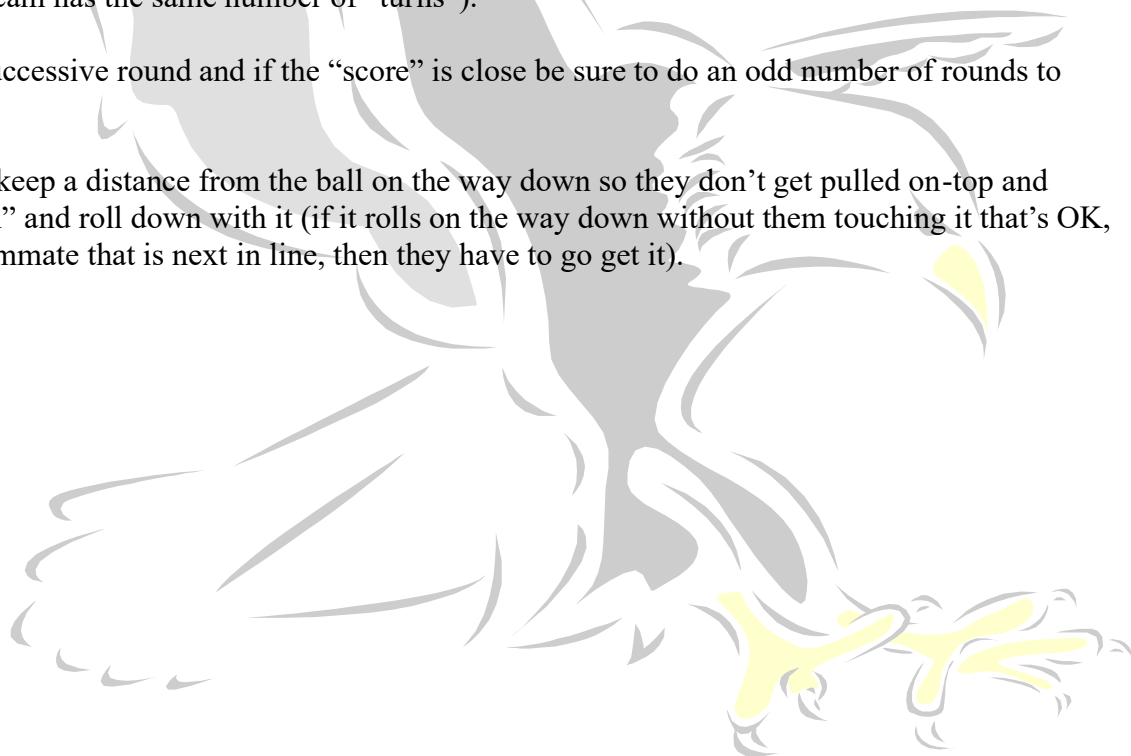 eam has the same number of “turns”).
ccessive round and if the “score” is close be sure to do an odd number of rounds to
keep a distance from the ball on the way down so they don’t get pulled on-top and
” and roll down with it (if it rolls on the way down without them touching it that’s OK,
mmate that is next in line, then they have to go get it).